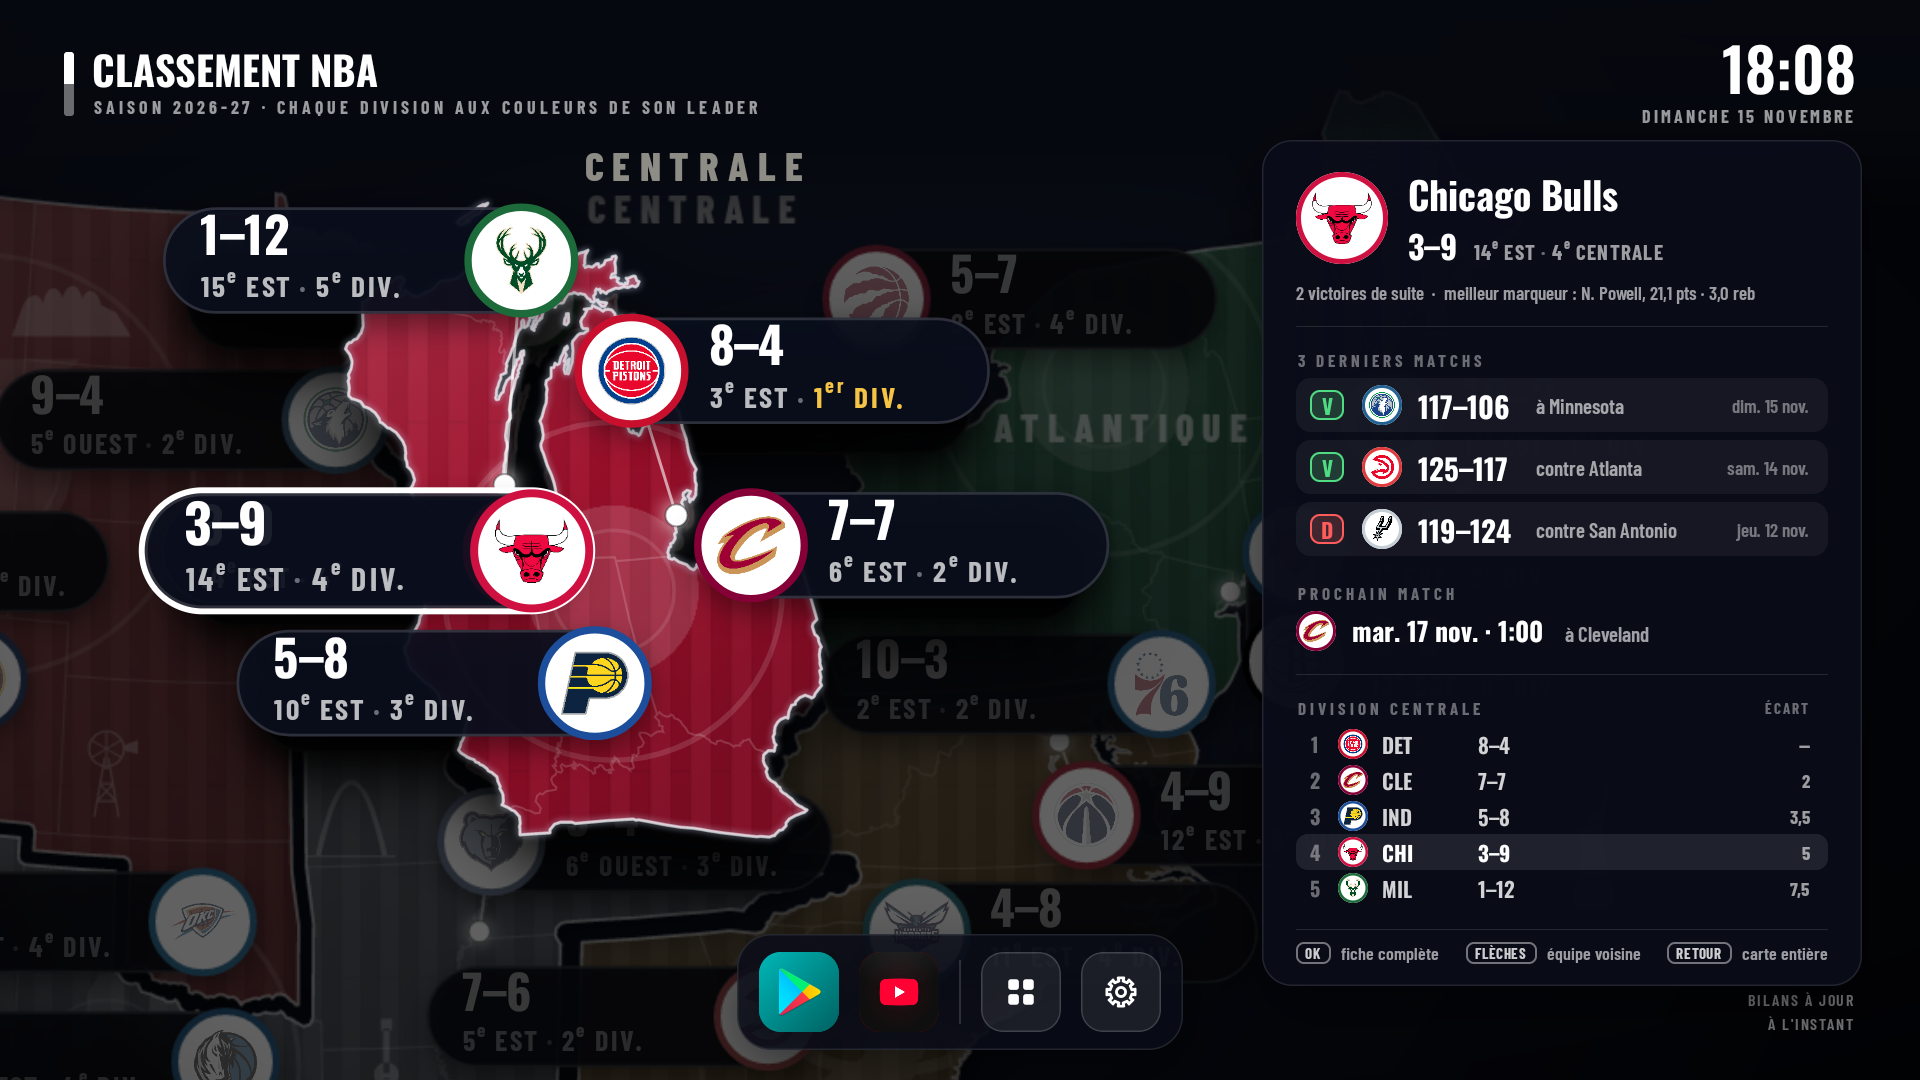 CLASSEMENT NBA
SAISON 2026-27 · CHAQUE DIVISION AUX COULEURS DE SON LEADER
18:08
DIMANCHE 15 NOVEMBRE
CENTRALE
CENTRALE
1–12
15e EST · 5e DIV.
5–7
EST · 4e DIV.
DETROIT PISTONS
8–4
3e EST · 1er DIV.
9–4
5e OUEST · 2e DIV.
ATLANTIQUE
3–9
14e EST · 4e DIV.
7–7
6e EST · 2e DIV.
e DIV.
5–8
10e EST · 3e DIV.
10–3
2e EST · 2e DIV.
76
4–9
12e EST ·
6e OUEST · 3e DIV.
OKC
· 4e DIV.
4–8
7–6
5e EST · 2e DIV.
Chicago Bulls
3–9 14e EST · 4e CENTRALE
2 victoires de suite · meilleur marqueur : N. Powell, 21,1 pts · 3,0 reb
3 DERNIERS MATCHS
V 117–106 à Minnesota dim. 15 nov.
V 125–117 contre Atlanta sam. 14 nov.
D 119–124 contre San Antonio jeu. 12 nov.
PROCHAIN MATCH
mar. 17 nov. · 1:00 à Cleveland
DIVISION CENTRALE ÉCART
1 DET 8–4 –
2 CLE 7–7 2
3 IND 5–8 3,5
4 CHI 3–9 5
5 MIL 1–12 7,5
OK fiche complète FLÈCHES équipe voisine RETOUR carte entière
BILANS À JOUR
À L'INSTANT